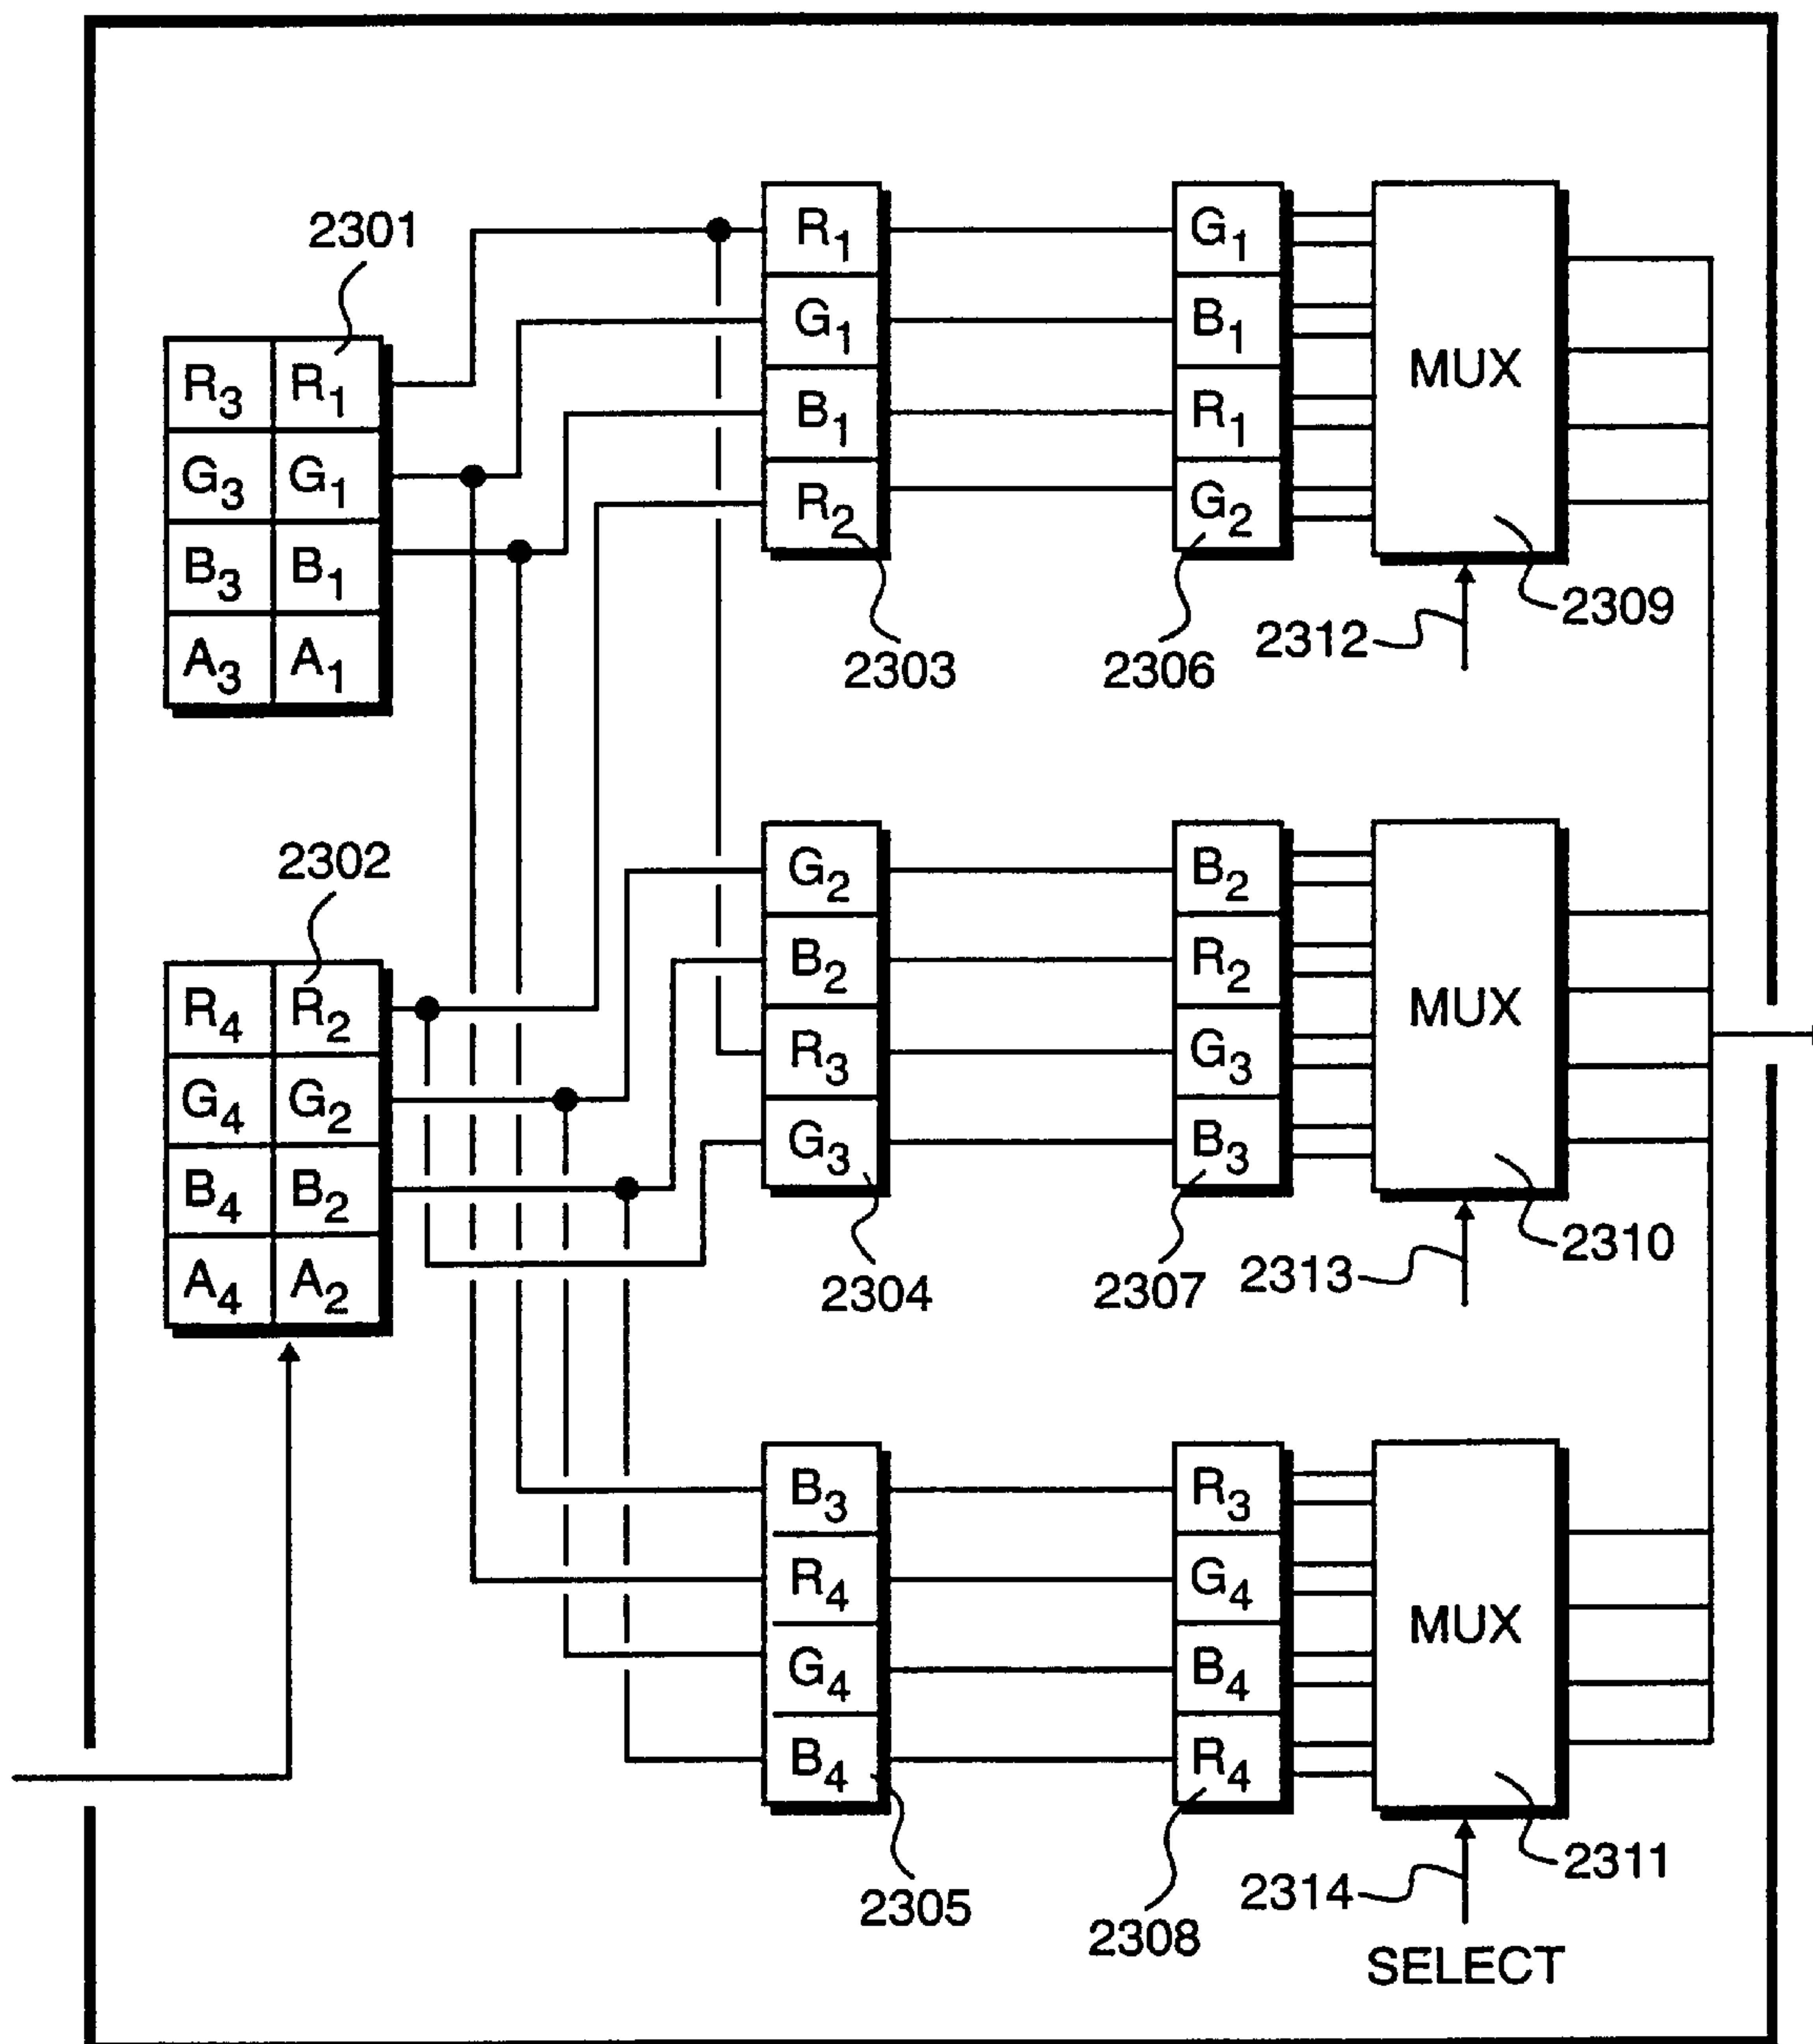 2301
R3 R1
G3 G1
B3 B1
A3 A1
2302
R4 R2
G4 G2
B4 B2
A4 A2
R1
G1
B1
R2
2303
G1
B1
R1
G2
2306
MUX
2309
2312
G2
B2
R3
G3
2304
B2
R2
G3
B3
2307
MUX
2310
2313
B3
R4
G4
B4
2305
R3
G4
B4
R4
2308
MUX
2311
2314
SELECT